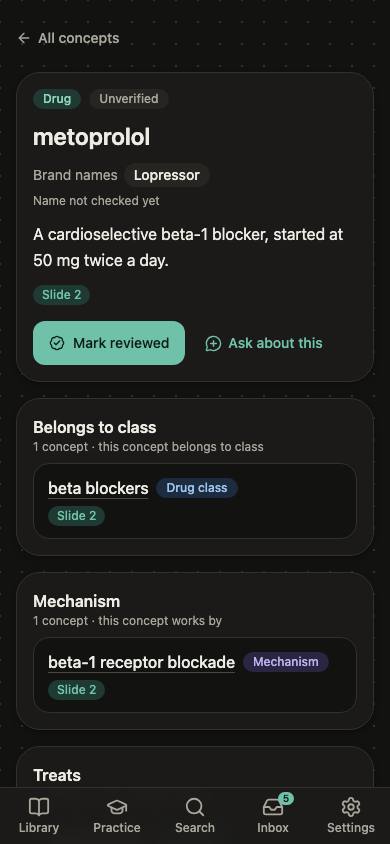 All concepts
Drug Unverified
metoprolol
Brand names Lopressor
Name not checked yet
A cardioselective beta-1 blocker, started at
50 mg twice a day.
Slide 2
Mark reviewed Ask about this
Belongs to class
1 concept · this concept belongs to class
beta blockers Drug class
Slide 2
Mechanism
1 concept · this concept works by
beta-1 receptor blockade Mechanism
Slide 2
Treats
5
Library Practice Search Inbox Settings